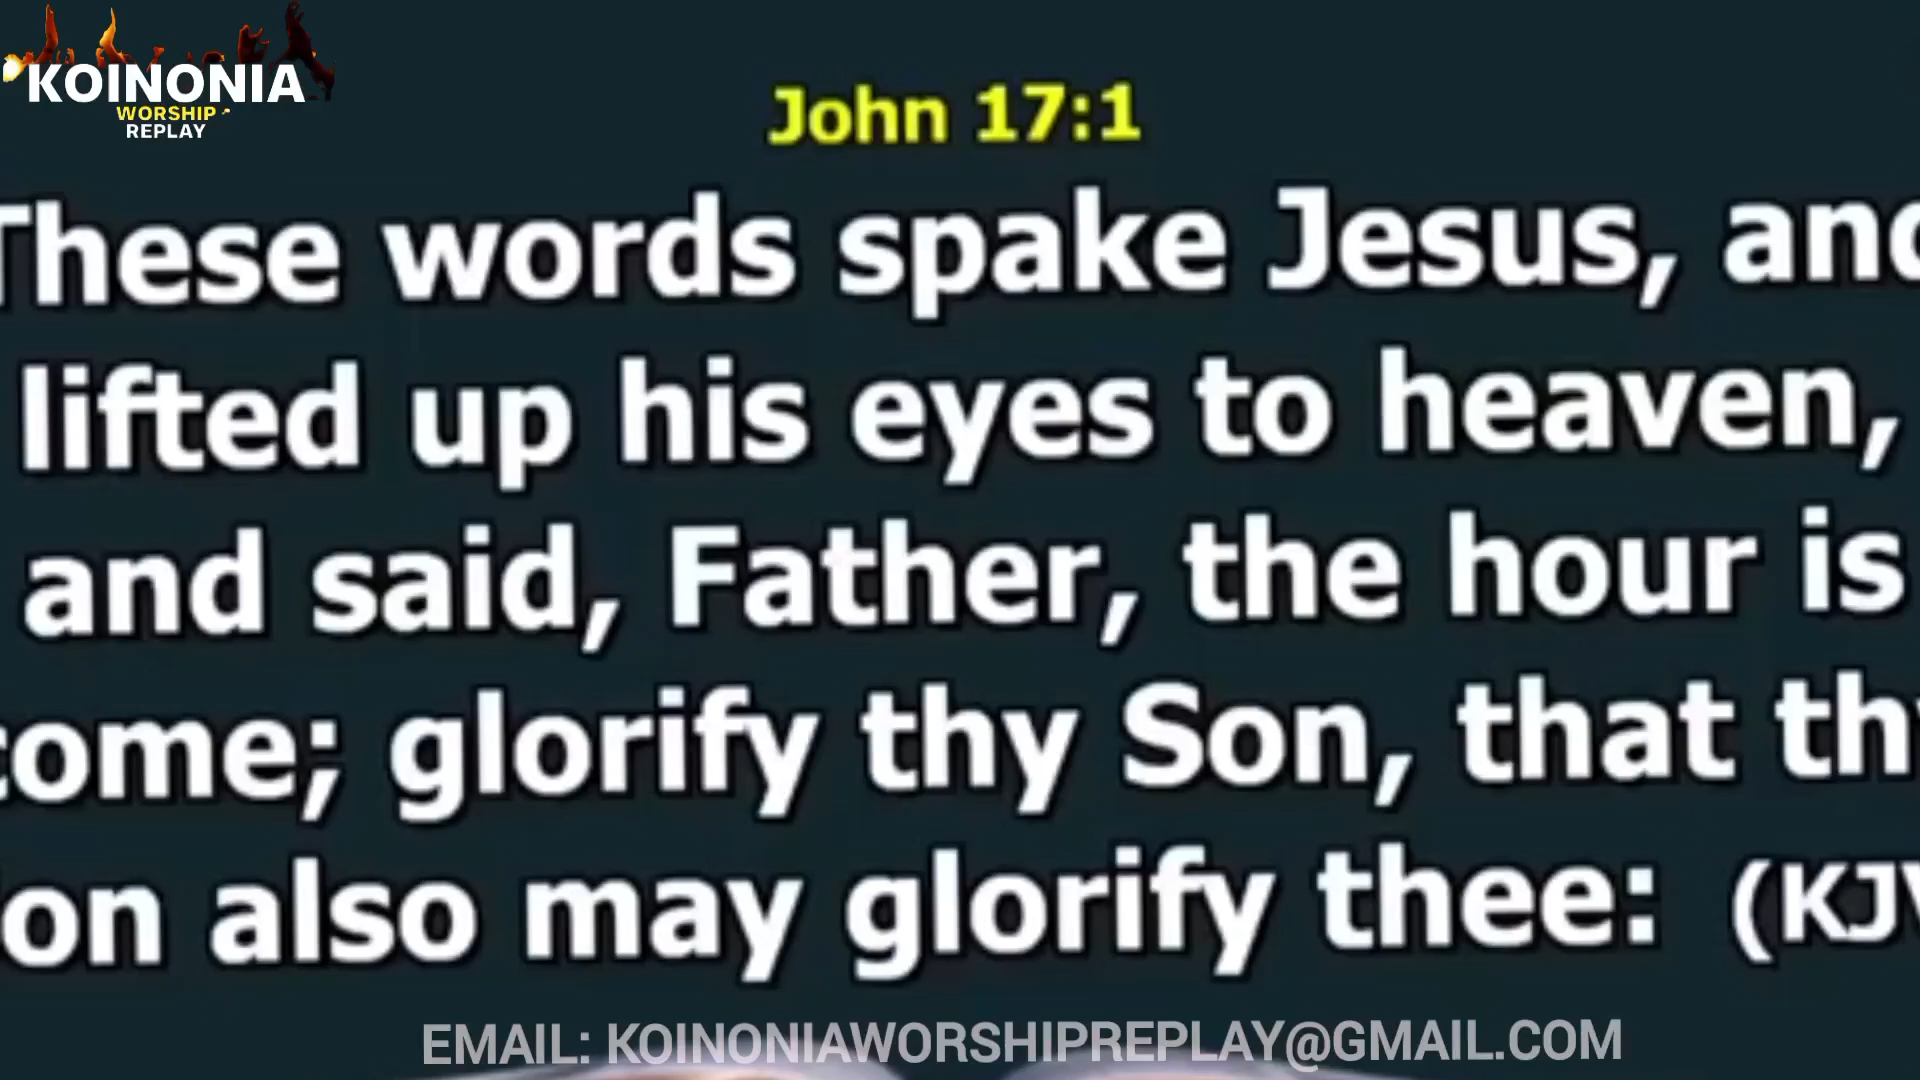 KOINONIA
WORSHIP
REPLAY
John 17:1
These words spake Jesus, and
lifted up his eyes to heaven,
and said, Father, the hour is
come; glorify thy Son, that thy
on also may glorify thee: (KJV
EMAIL: KOINONIAWORSHIPREPLAY@GMAIL.COM